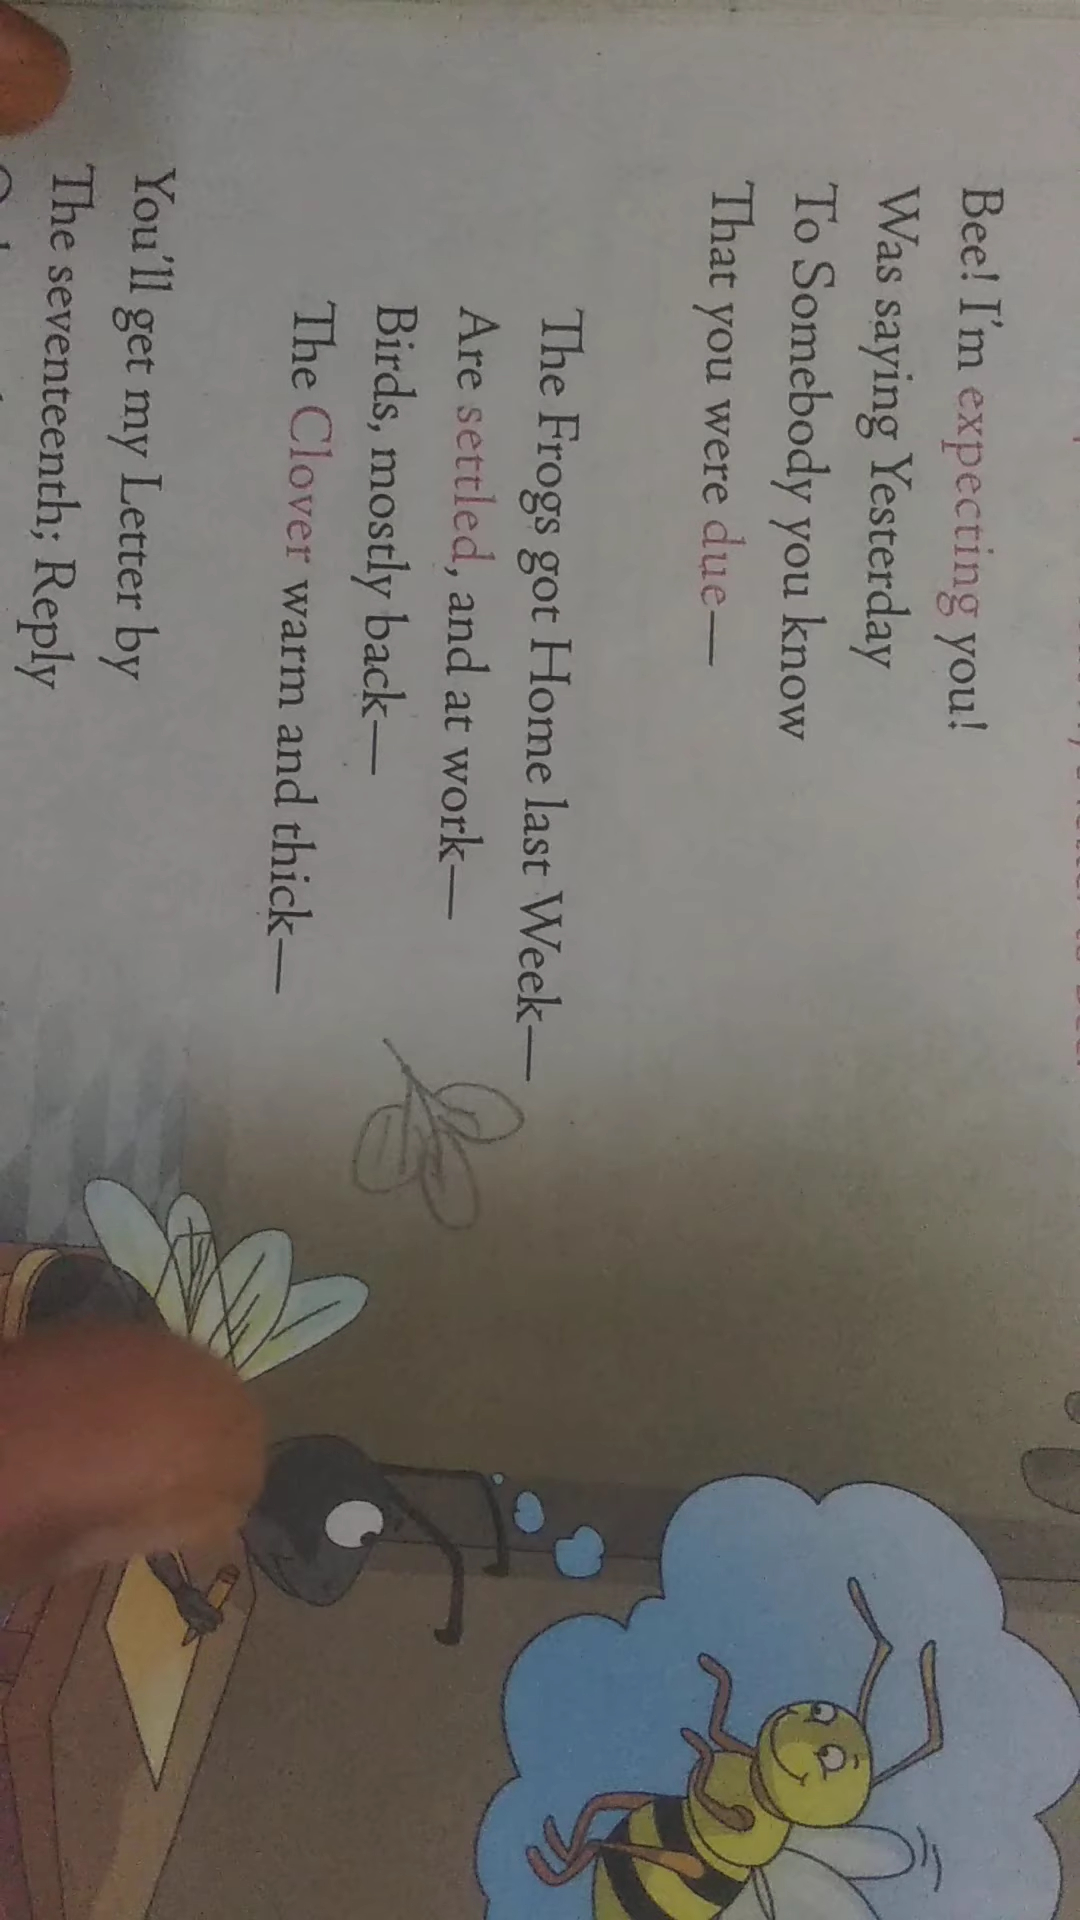 Bee! I'm expecting you!
Was saying Yesterday
To Somebody you know
That you were due—
The Frogs got Home last Week—
Are settled, and at work—
Birds, mostly back—
The Clover warm and thick—
You'll get my Letter by
The seventeenth; Reply